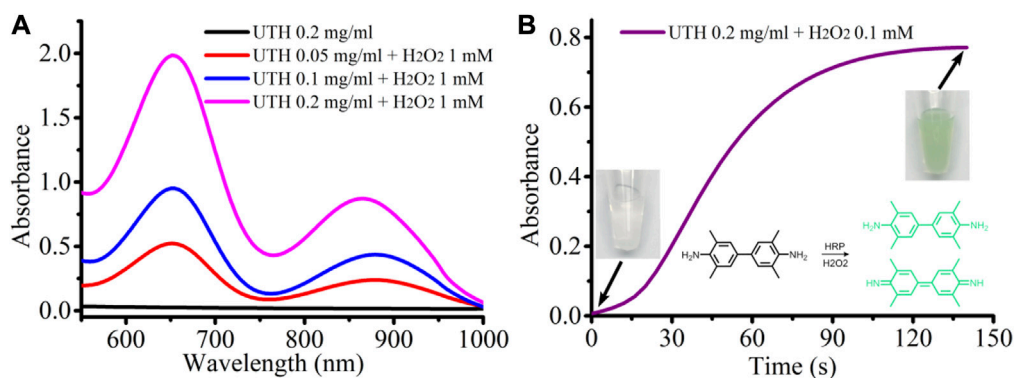 A
UTH 0.2 mg/ml
UTH 0.05 mg/ml + H2O2 1 mM
UTH 0.1 mg/ml + H2O2 1 mM
UTH 0.2 mg/ml + H2O2 1 mM
Absorbance
2.0
1.5
1.0
0.5
0.0
600 700 800 900 1000
Wavelength (nm)
B
UTH 0.2 mg/ml + H2O2 0.1 mM
Absorbance
0.8
0.6
0.4
0.2
0.0
H2N NH2
HRP
H2O2
H2N NH2
HN NH
0 30 60 90 120 150
Time (s)